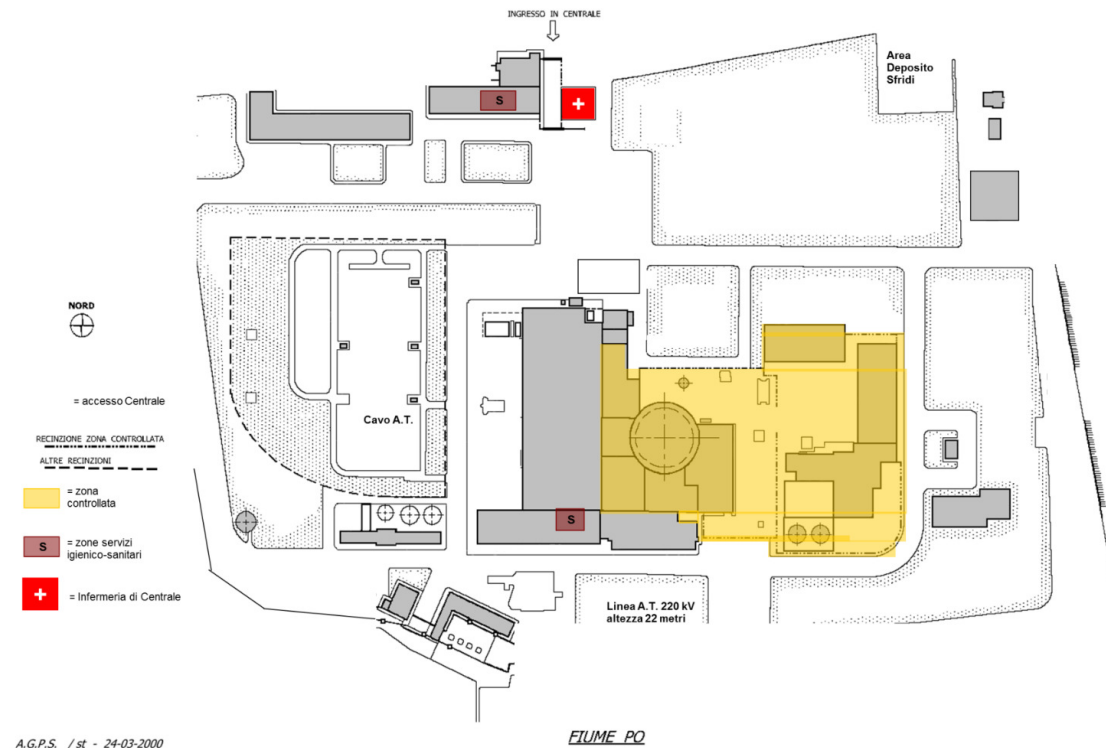 INGRESSO IN CENTRALE
Area
Deposito
Sfridi
S
NORD
= accesso Centrale
Cavo A.T.
RECINZIONE ZONA CONTROLLATA
ALTRE RECINZIONI
= zona
controllata
S
S
= zone servizi
igienico-sanitari
= Infermeria di Centrale
Linea A.T. 220 kV
altezza 22 metri
FIUME PO
A.G.P.S. / st - 24-03-2000